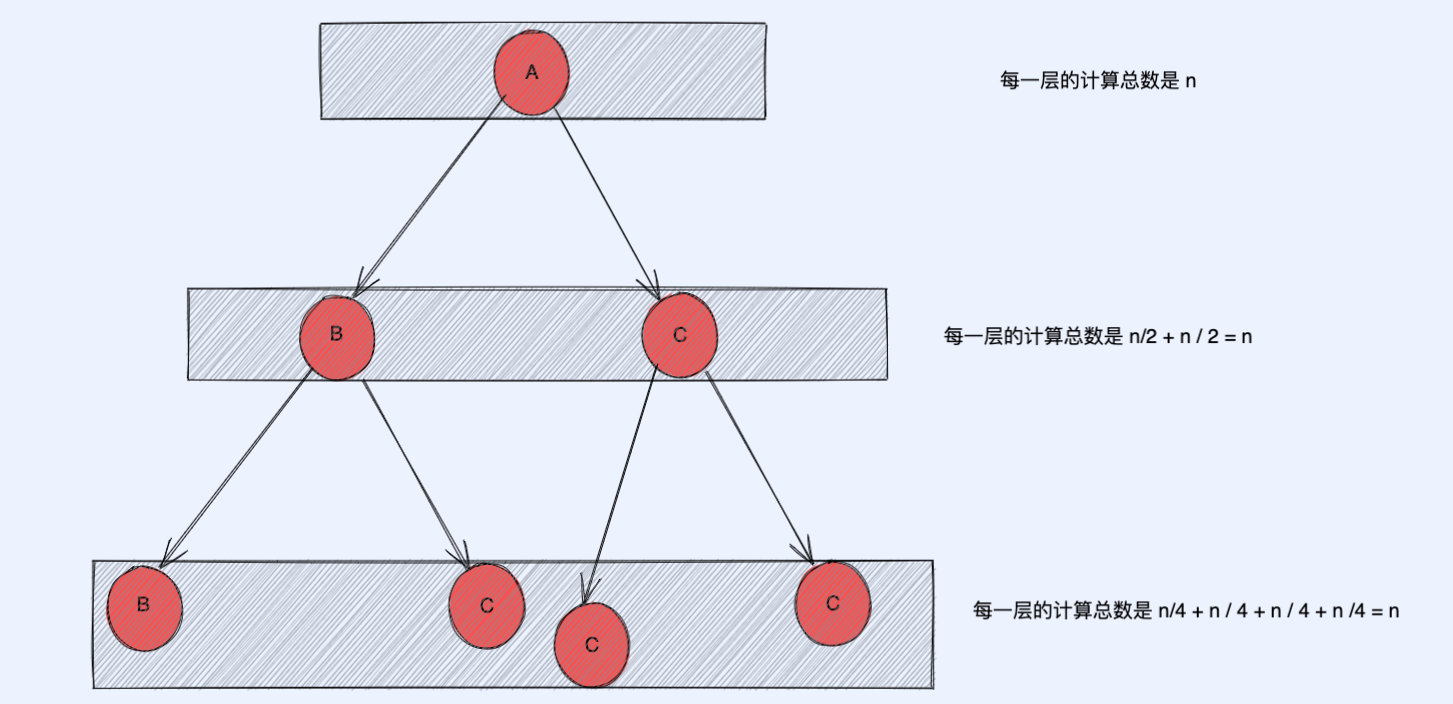 A
每一层的计算总数是 n
B
C
每一层的计算总数是 n/2 + n / 2 = n
B
C
C
C
每一层的计算总数是 n/4 + n / 4 + n / 4 + n /4 = n